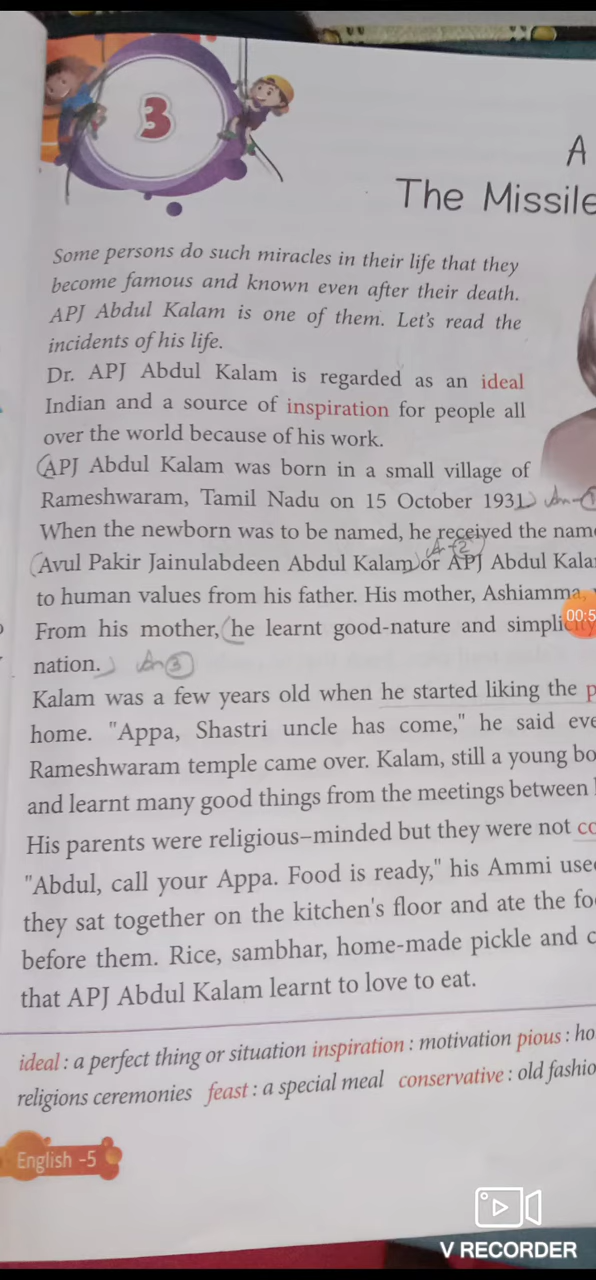 3
A
The Missile
Some persons do such miracles in their life that they
become famous and known even after their death.
APJ Abdul Kalam is one of them. Let's read the
incidents of his life.
Dr. APJ Abdul Kalam is regarded as an ideal
Indian and a source of inspiration for people all
over the world because of his work.
(APJ Abdul Kalam was born in a small village of
Rameshwaram, Tamil Nadu on 15 October 1931.) An-1
When the newborn was to be named, he received the name
(Avul Pakir Jainulabdeen Abdul Kalam) or APJ Abdul Kala
to human values from his father. His mother, Ashiamma,
From his mother, (he learnt good-nature and simplicity
00:5
nation.) An 3
Kalam was a few years old when he started liking the p
home. "Appa, Shastri uncle has come," he said eve
Rameshwaram temple came over. Kalam, still a young bo
and learnt many good things from the meetings between
His parents were religious–minded but they were not co
"Abdul, call your Appa. Food is ready," his Ammi use
they sat together on the kitchen's floor and ate the fo
before them. Rice, sambhar, home-made pickle and c
that APJ Abdul Kalam learnt to love to eat.
ideal : a perfect thing or situation inspiration : motivation pious : ho
religions ceremonies feast : a special meal conservative : old fashio
English -5
V RECORDER